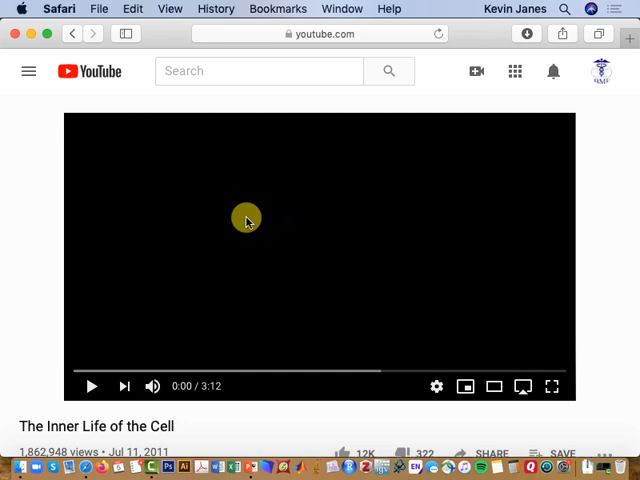 Safari File Edit View History Bookmarks Window Help Kevin Janes
youtube.com
YouTube Search
0:00 / 3:12
The Inner Life of the Cell
1,862,948 views • Jul 11, 2011 12K 322 SHARE SAVE